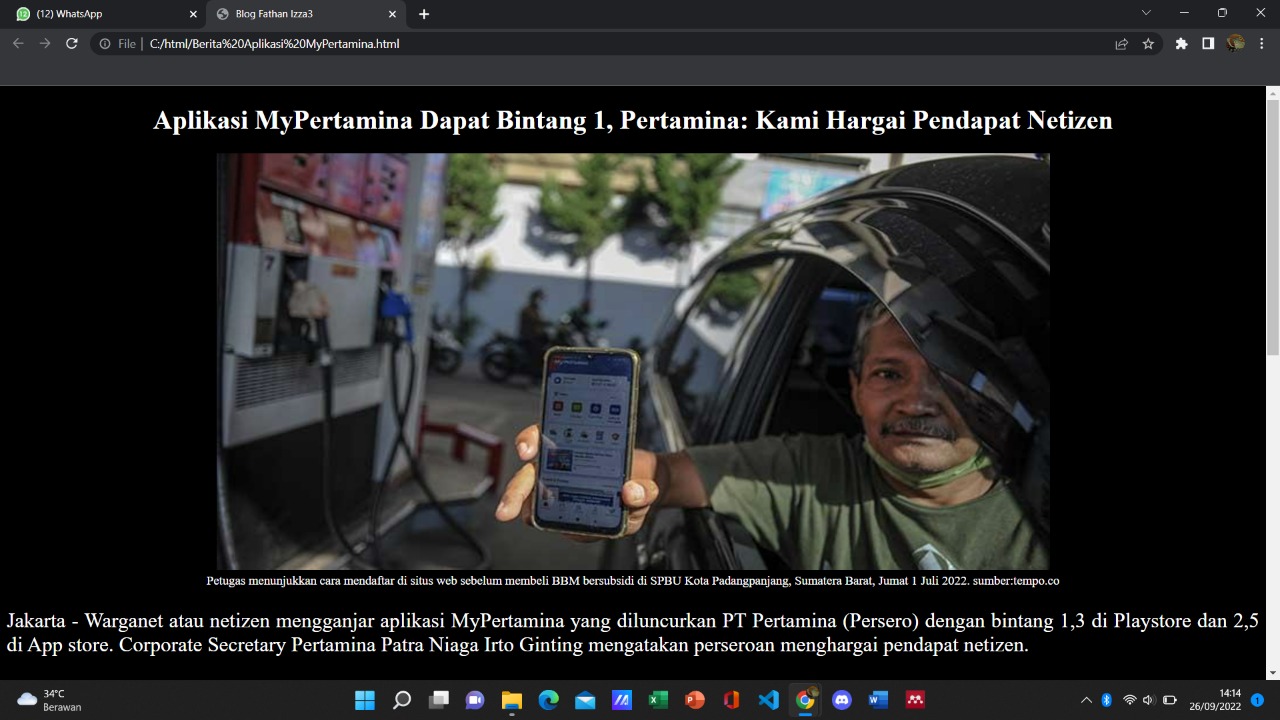 (12) WhatsApp
Blog Fathan Izza3
File | C:/html/Berita%20Aplikasi%20MyPertamina.html
Aplikasi MyPertamina Dapat Bintang 1, Pertamina: Kami Hargai Pendapat Netizen
7
Petugas menunjukkan cara mendaftar di situs web sebelum membeli BBM bersubsidi di SPBU Kota Padangpanjang, Sumatera Barat, Jumat 1 Juli 2022. sumber:tempo.co
Jakarta - Warganet atau netizen mengganjar aplikasi MyPertamina yang diluncurkan PT Pertamina (Persero) dengan bintang 1,3 di Playstore dan 2,5
di App store. Corporate Secretary Pertamina Patra Niaga Irto Ginting mengatakan perseroan menghargai pendapat netizen.
34°C
Berawan
14:14
26/09/2022
1